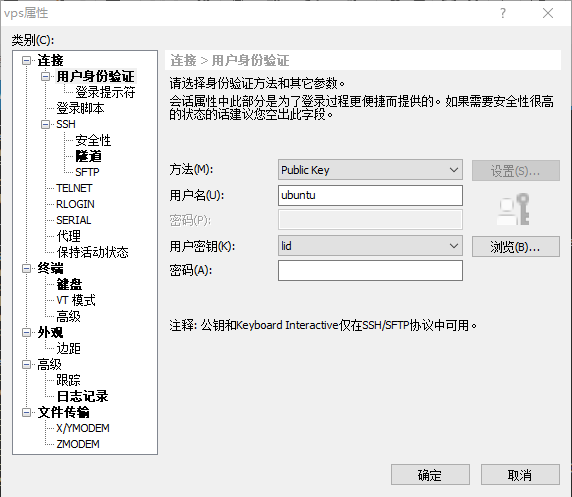 vps属性
?
类别(C):
连接
用户身份验证
登录提示符
登录脚本
SSH
安全性
隧道
SFTP
TELNET
RLOGIN
SERIAL
代理
保持活动状态
终端
键盘
VT 模式
高级
外观
边距
高级
跟踪
日志记录
文件传输
X/YMODEM
ZMODEM
连接 > 用户身份验证
请选择身份验证方法和其它参数。
会话属性中此部分是为了登录过程更便捷而提供的。如果需要安全性很高
的状态的话建议您空出此字段。
方法(M):
Public Key
设置(S)...
用户名(U):
ubuntu
密码(P):
用户密钥(K):
lid
浏览(B)...
密码(A):
注释: 公钥和Keyboard Interactive仅在SSH/SFTP协议中可用。
确定
取消